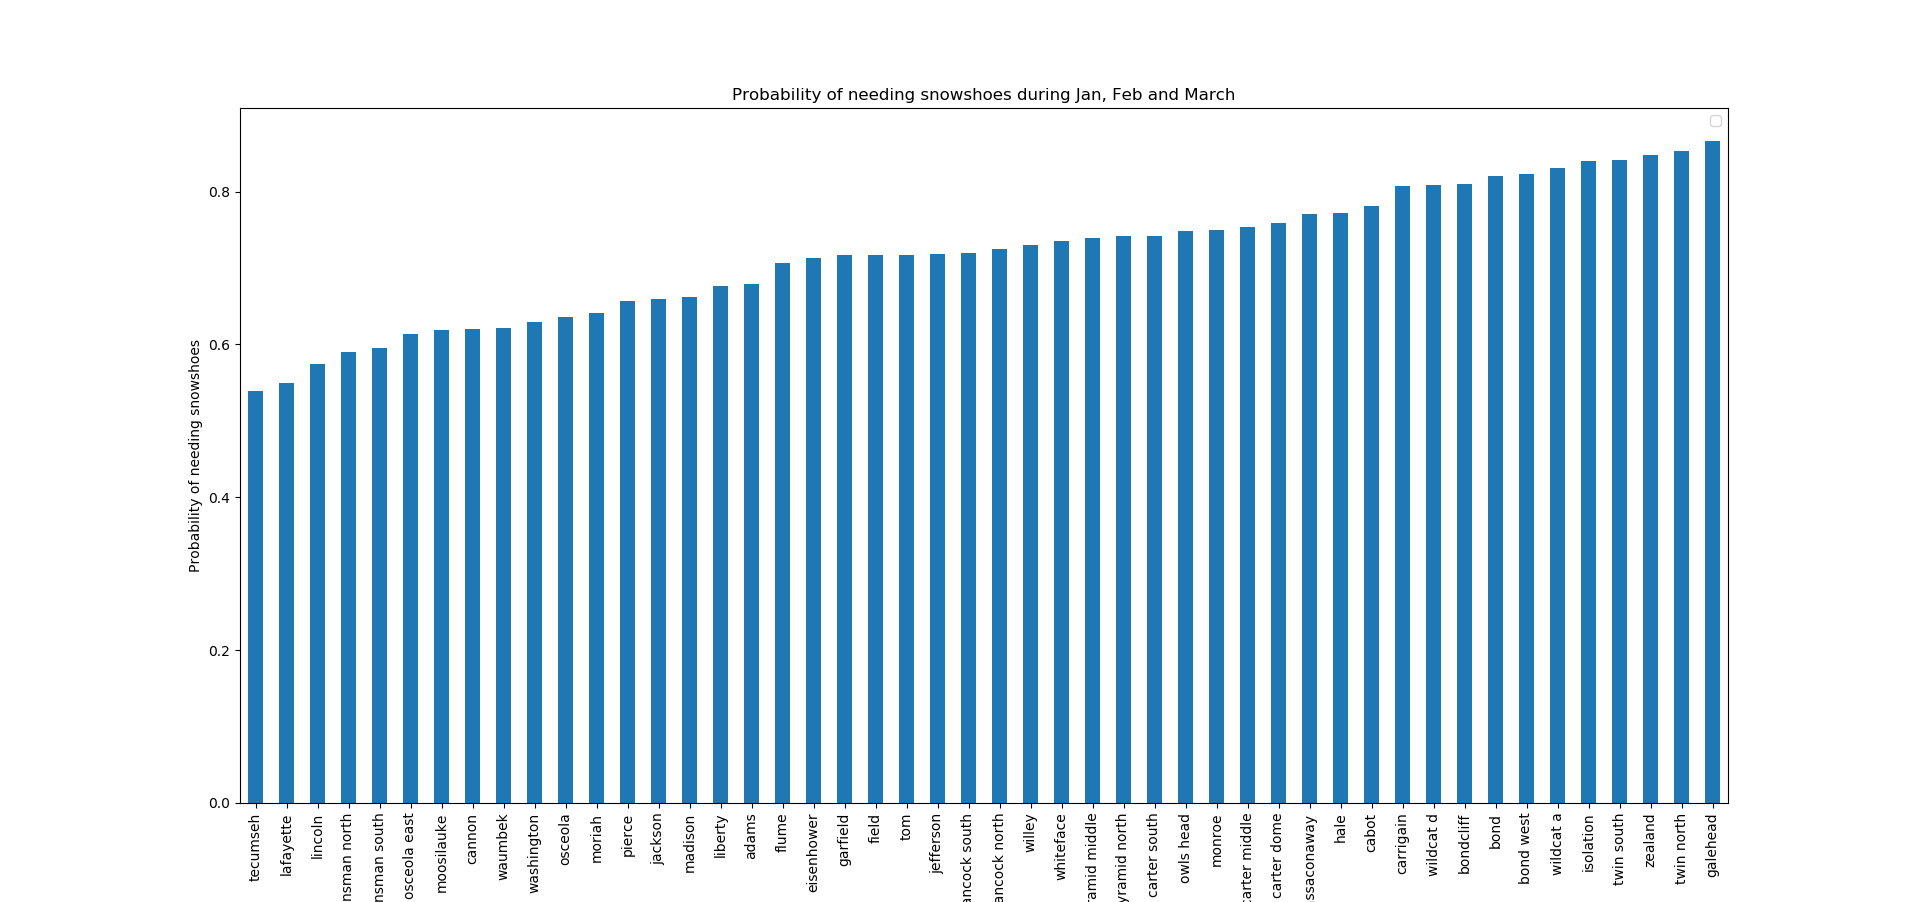 Probability of needing snowshoes during Jan, Feb and March
Probability of needing snowshoes
0.8
0.6
0.4
0.2
0.0
tecumseh
lafayette
lincoln
nsman north
nsman south
osceola east
moosilauke
cannon
waumbek
washington
osceola
moriah
pierce
jackson
madison
liberty
adams
flume
eisenhower
garfield
field
tom
jefferson
ancock south
ancock north
willey
whiteface
ramid middle
yramid north
carter south
owls head
monroe
carter middle
carter dome
ssaconaway
hale
cabot
carrigain
wildcat d
bondcliff
bond
bond west
wildcat a
isolation
twin south
zealand
twin north
galehead